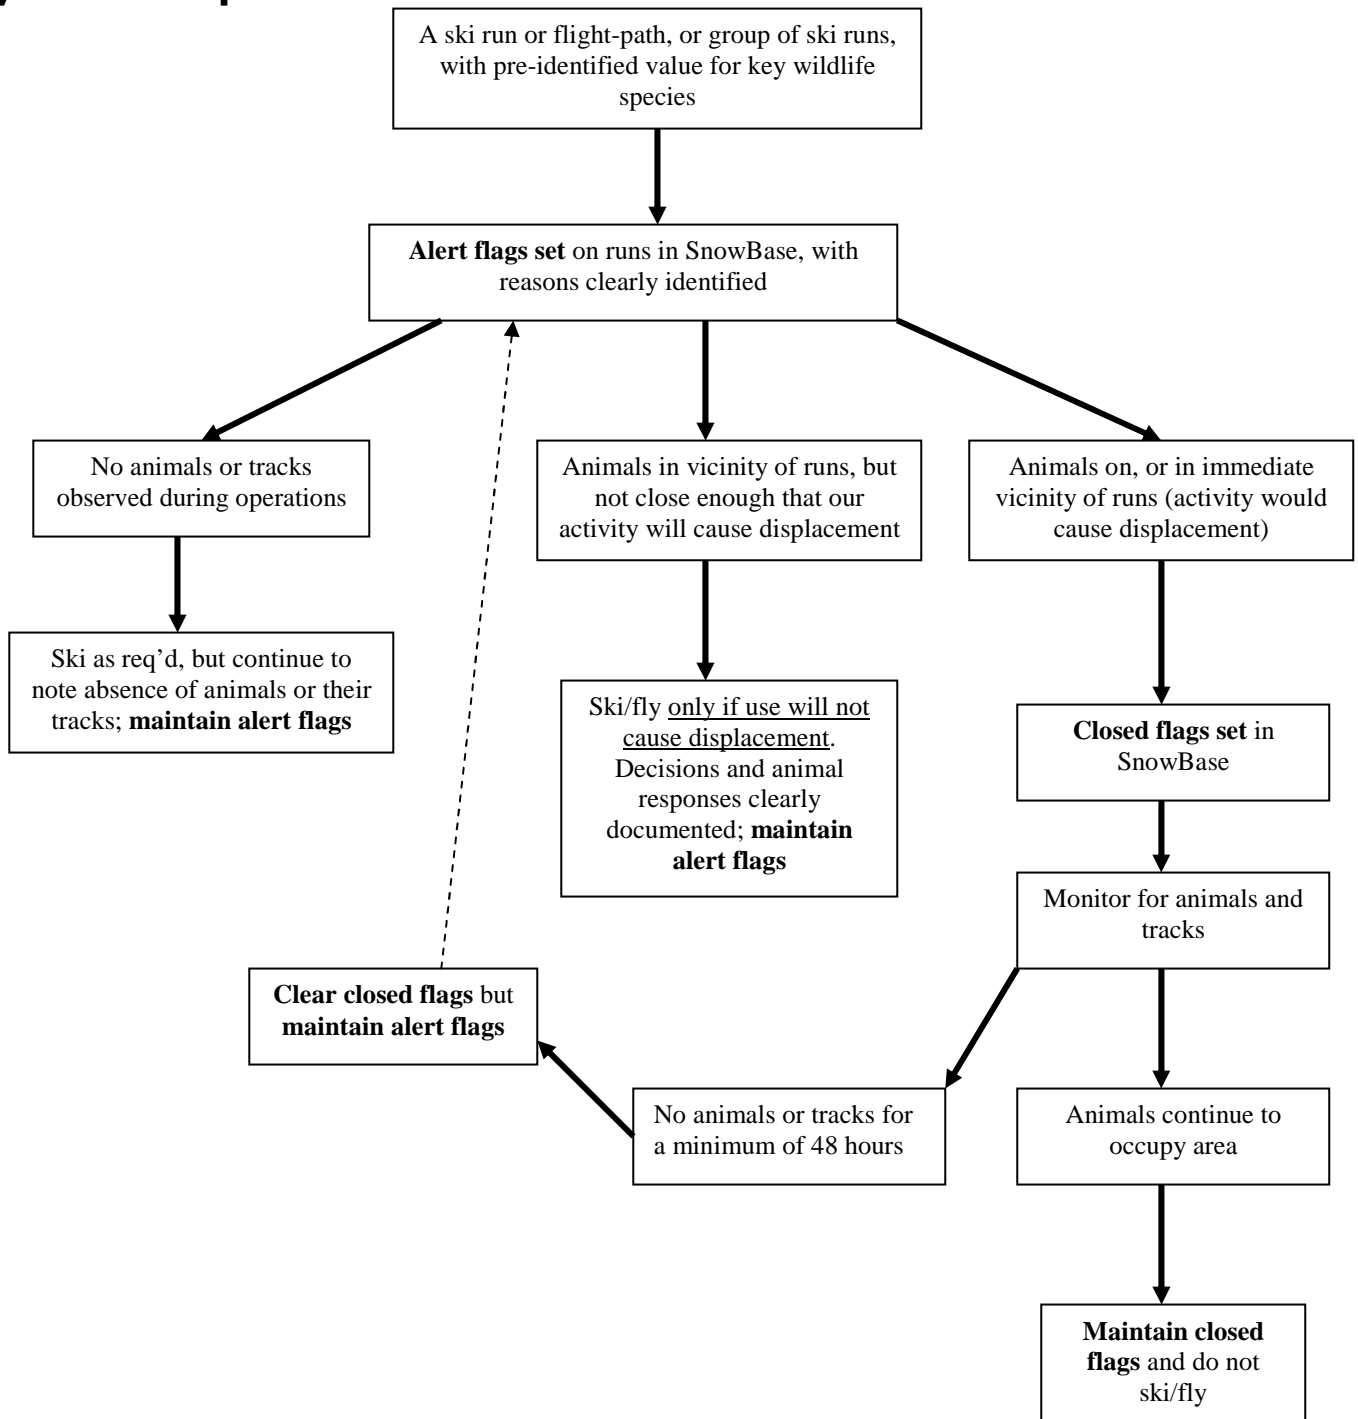 A ski run or flight-path, or group of ski runs,
with pre-identified value for key wildlife
species
Alert flags set on runs in SnowBase, with
reasons clearly identified
No animals or tracks
observed during operations
Animals in vicinity of runs, but
not close enough that our
activity will cause displacement
Animals on, or in immediate
vicinity of runs (activity would
cause displacement)
Ski as req’d, but continue to
note absence of animals or their
tracks; maintain alert flags
Ski/fly only if use will not
cause displacement.
Decisions and animal
responses clearly
documented; maintain
alert flags
Closed flags set in
SnowBase
Monitor for animals and
tracks
Clear closed flags but
maintain alert flags
No animals or tracks for
a minimum of 48 hours
Animals continue to
occupy area
Maintain closed
flags and do not
ski/fly